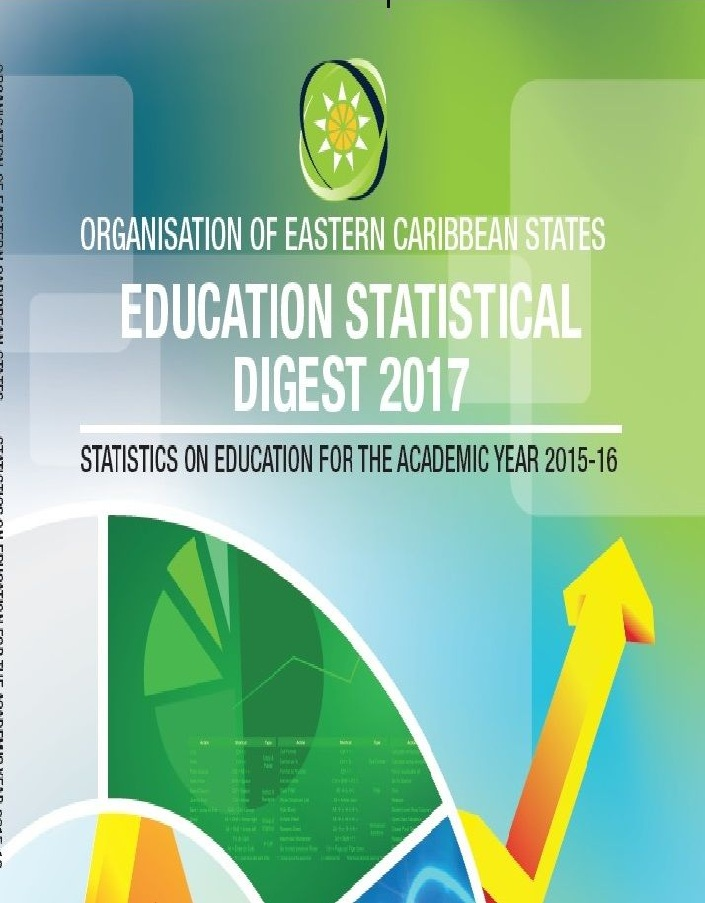 ORGANISATION OF EASTERN CARIBBEAN STATES
EDUCATION STATISTICAL
DIGEST 2017
STATISTICS ON EDUCATION FOR THE ACADEMIC YEAR 2015-16